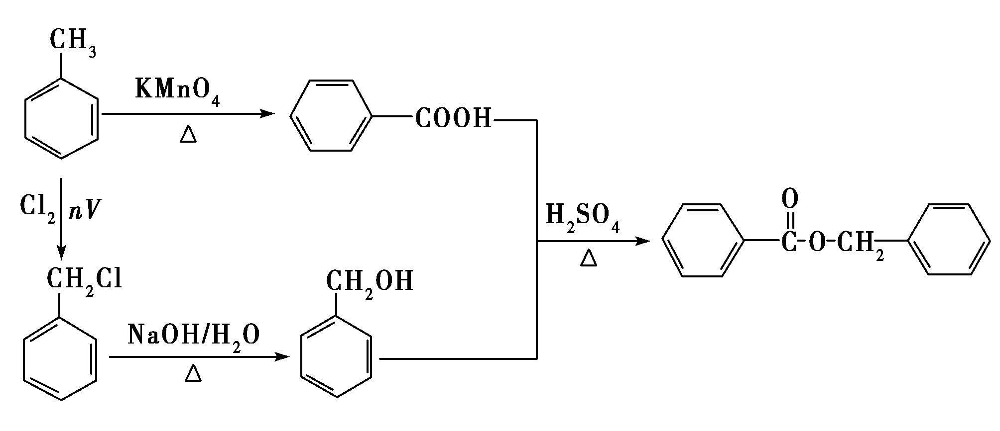 CH₃
KMnO₄
△
COOH
Cl₂ nV
O
H₂SO₄
△
C-O-CH₂
CH₂Cl
CH₂OH
NaOH/H₂O
△